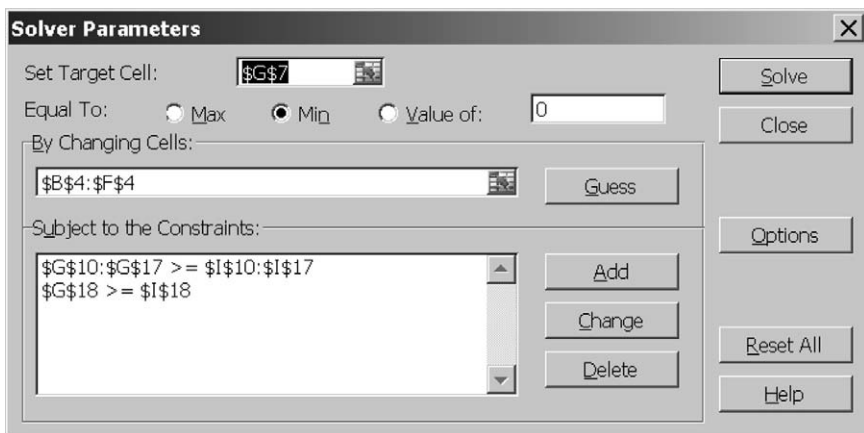 Solver Parameters
Set Target Cell: $G$7 Solve
Equal To: Max Min Value of: 0 Close
By Changing Cells:
$B$4:$F$4 Guess
Subject to the Constraints: Options
$G$10:$G$17 >= $I$10:$I$17 Add
$G$18 >= $I$18
Change
Reset All
Delete
Help